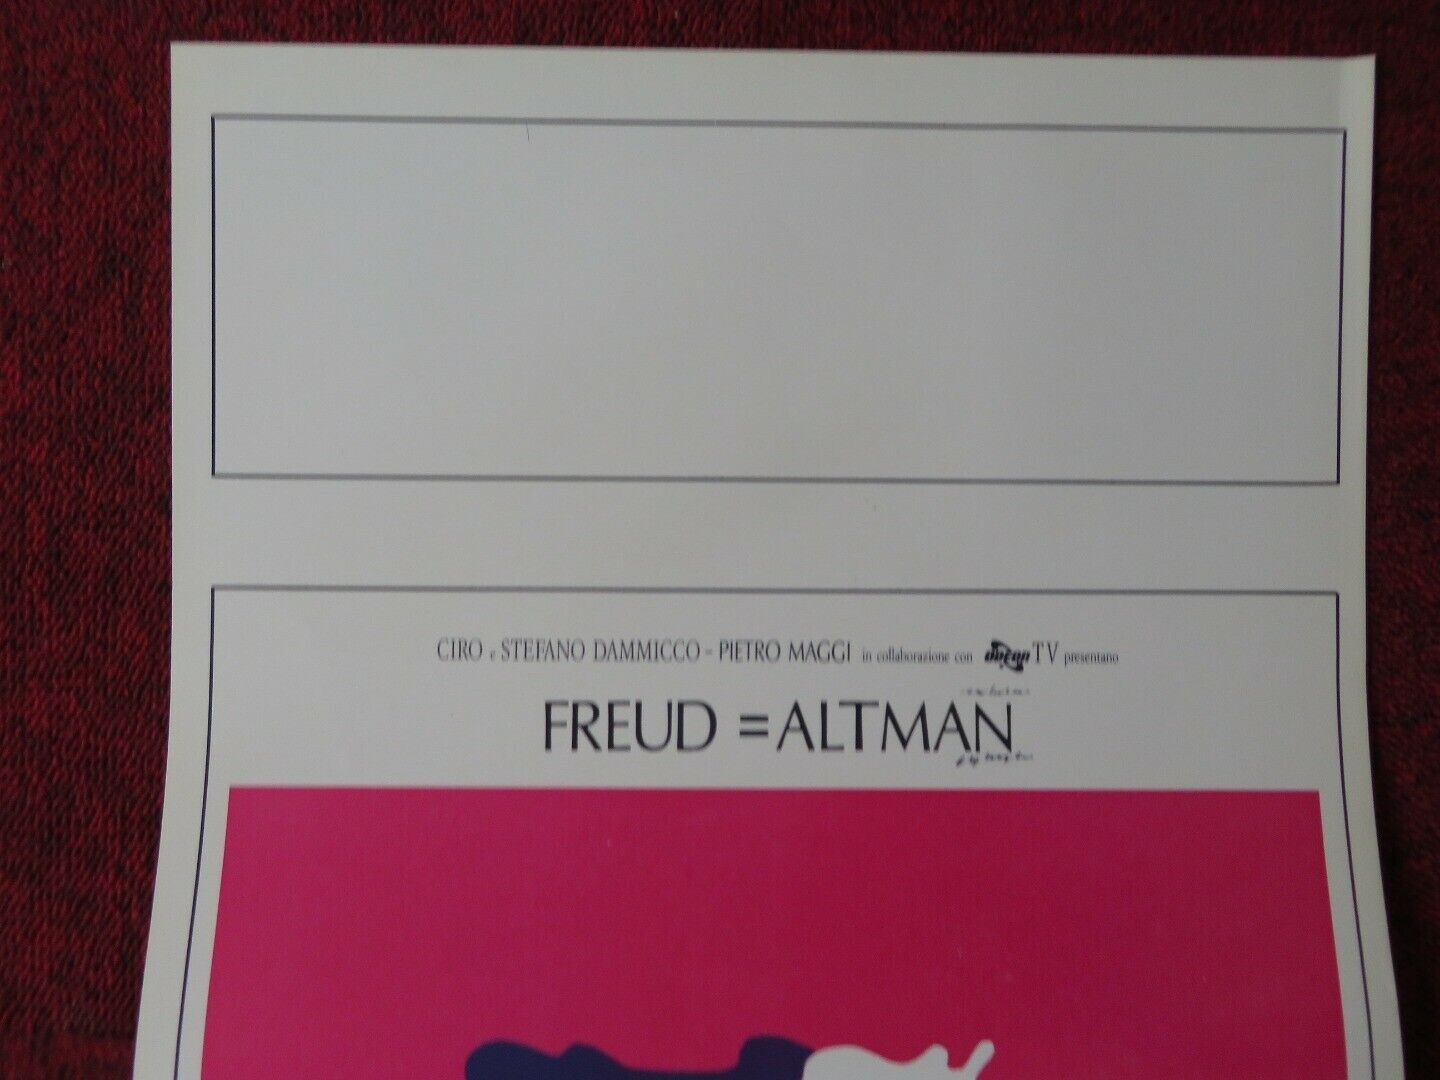 CIRO e STEFANO DAMMICCO - PIETRO MAGGI in collaborazione con TV presentano
FREUD = ALTMAN